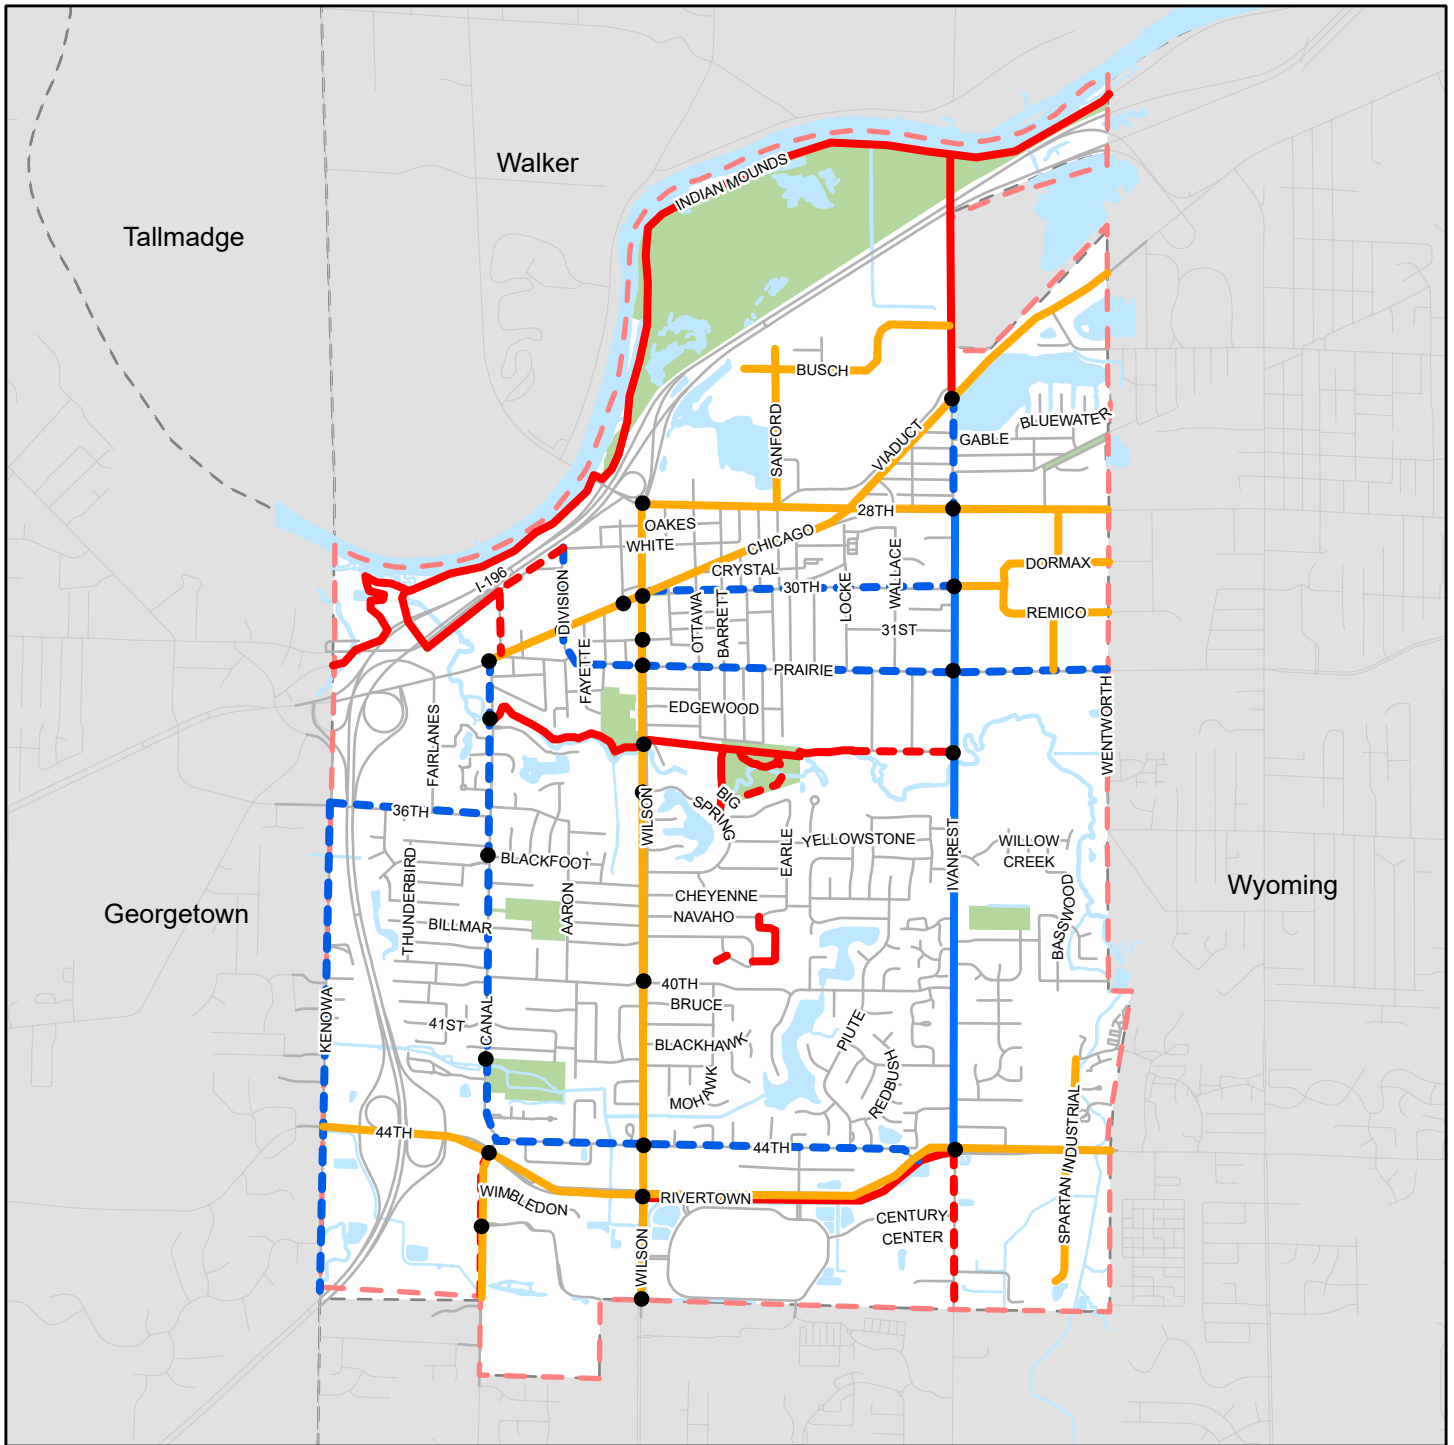 Walker
INDIAN MOUNDS
Tallmadge
BUSCH
SANFORD
VIADUCT
GABLE
BLUEWATER
28TH
OAKES
WHITE
CHICAGO
CRYSTAL
I-196
DIVISION
30TH
LOCKE
WALLACE
DORMAX
REMICO
OTTAWA
BARRETT
31ST
FAYETTE
PRAIRIE
FAIRLANES
EDGEWOOD
WENTWORTH
36TH
WILSON
BIG
SPRING
EARLE
YELLOWSTONE
IVANREST
WILLOW
CREEK
BLACKFOOT
THUNDERBIRD
AARON
CHEYENNE
NAVAHO
BILLMAR
BASSWOOD
Georgetown
Wyoming
KENOWA
CANAL
41ST
40TH
BRUCE
BLACKHAWK
MOHAWK
PIUTE
REDBUSH
44TH
44TH
SPARTAN INDUSTRIAL
WIMBLEDON
RIVERTOWN
CENTURY
CENTER
WILSON